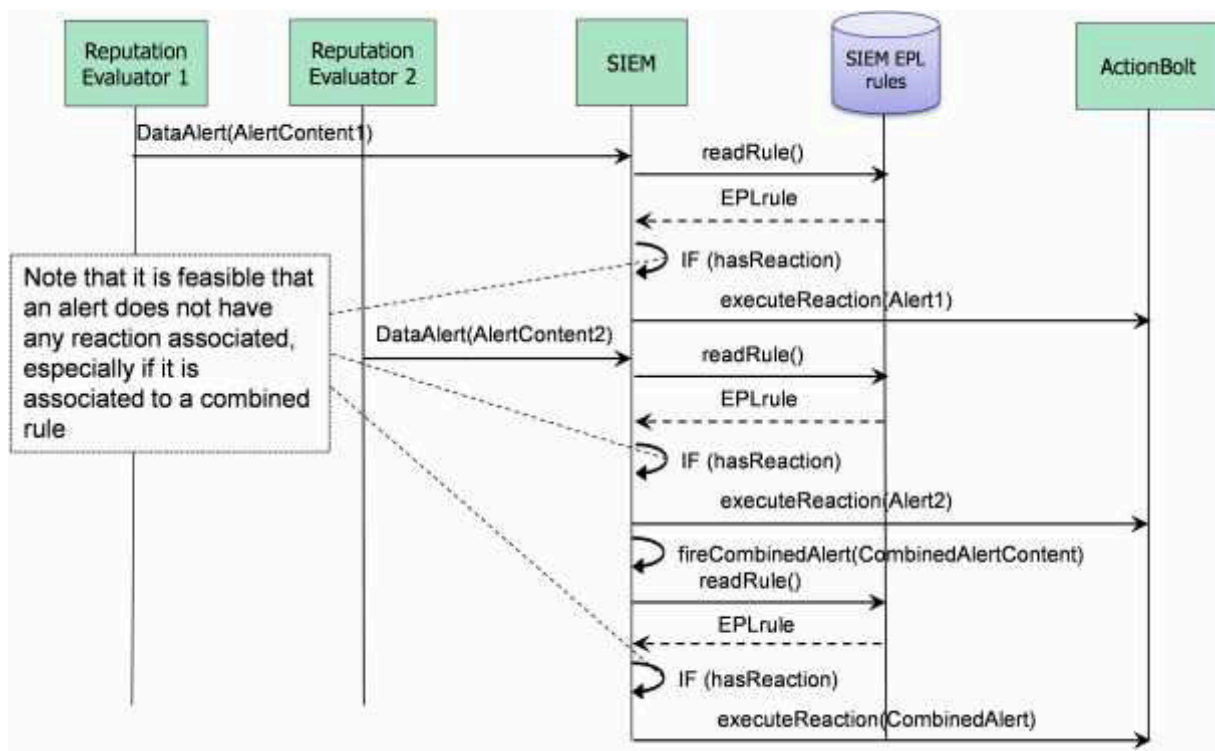 Reputation
Evaluator 1
Reputation
Evaluator 2
SIEM
SIEM EPL
rules
ActionBolt
DataAlert(AlertContent1)
readRule()
EPLrule
IF (hasReaction)
executeReaction(Alert1)
Note that it is feasible that
an alert does not have
any reaction associated,
especially if it is
associated to a combined
rule
DataAlert(AlertContent2)
readRule()
EPLrule
IF (hasReaction)
executeReaction(Alert2)
fireCombinedAlert(CombinedAlertContent)
readRule()
EPLrule
IF (hasReaction)
executeReaction(CombinedAlert)